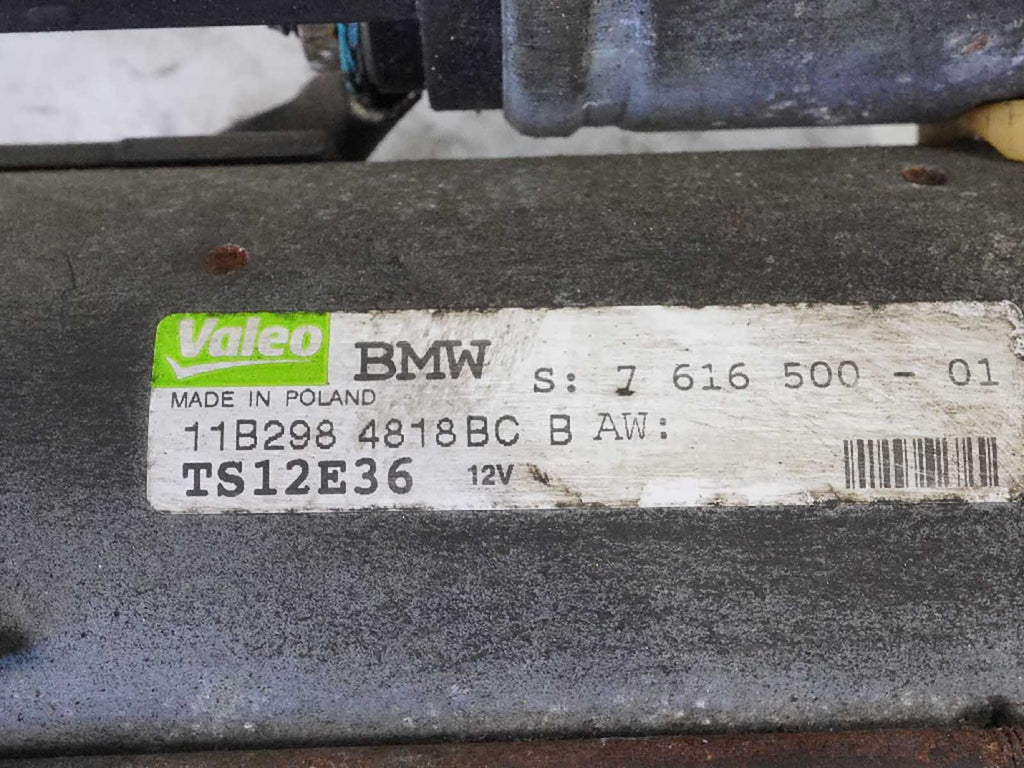 Valeo
BMW S: 7 616 500 - 01
MADE IN POLAND
11B298 4818BC B AW:
TS12E36 12V